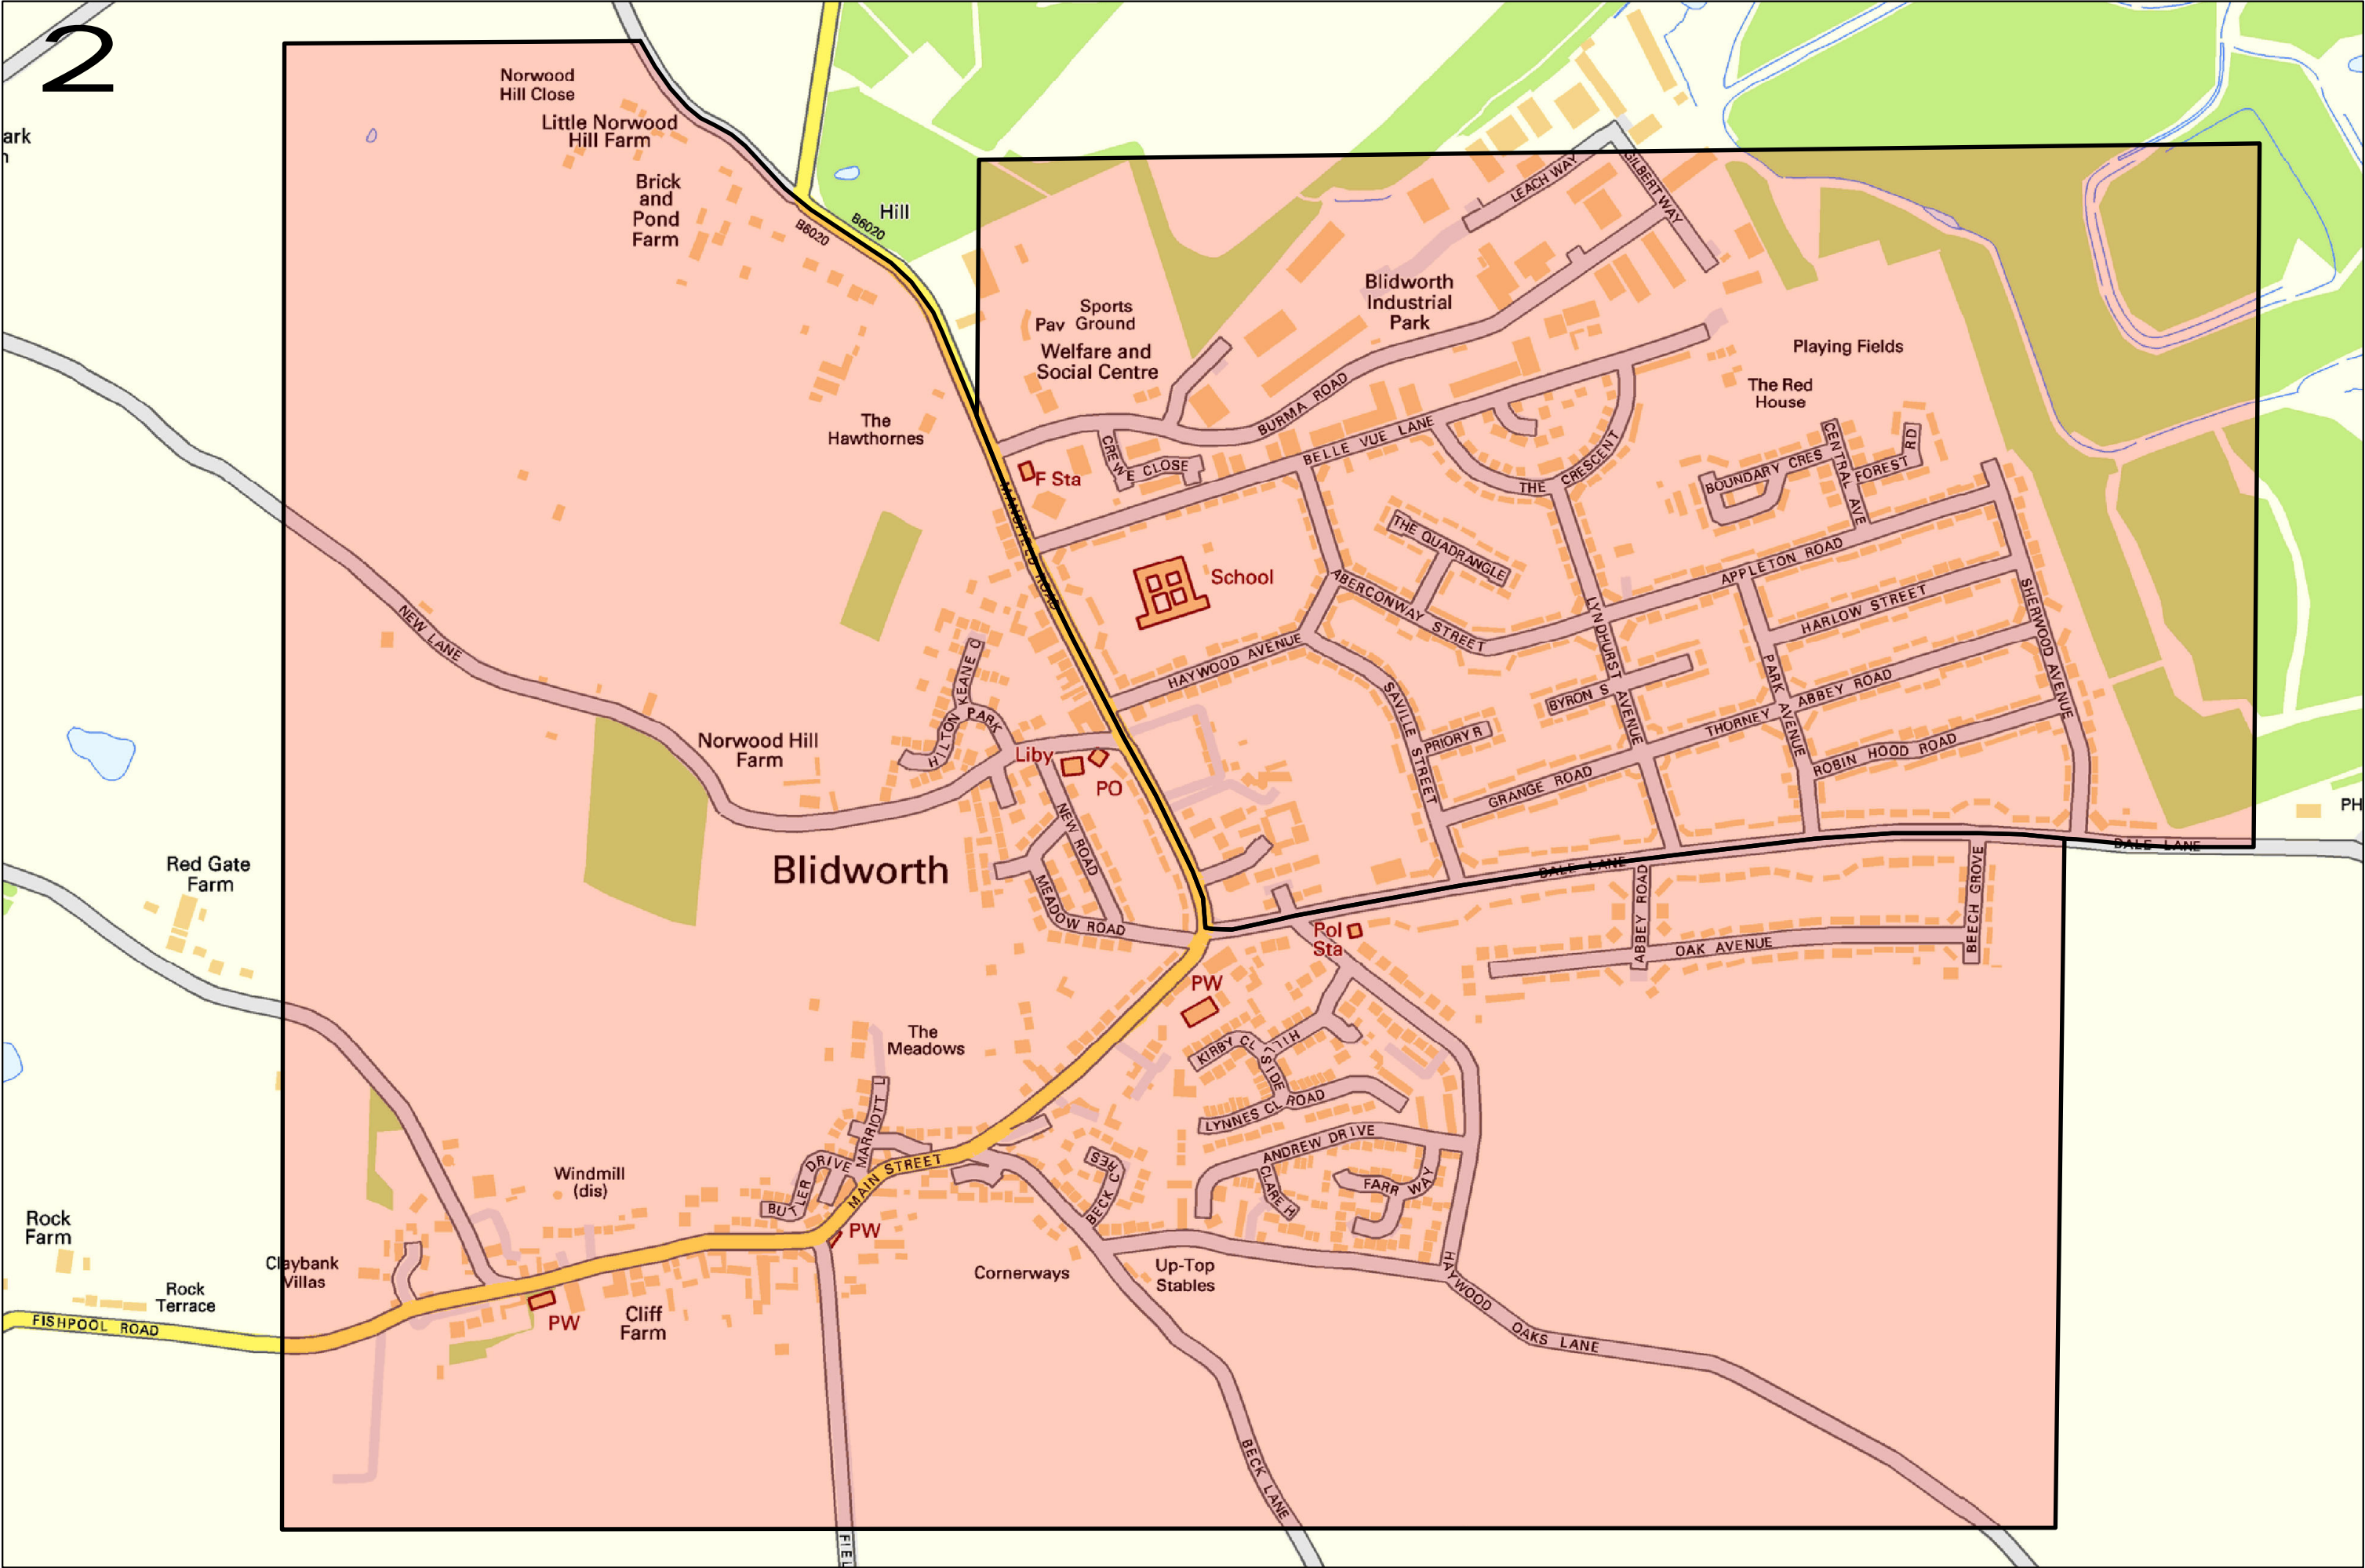 2
Norwood
Hill Close
Little Norwood
Hill Farm
Brick
and
Pond
Farm
B6020
B6020
Hill
ark
LEACH WAY
GILBERT WAY
Blidworth
Industrial
Park
Sports
Pav Ground
Welfare and
Social Centre
Playing Fields
The Red
House
The
Hawthornes
BURMA ROAD
BELLE VUE LANE
CREWE CLOSE
F Sta
MANSFIELD ROAD
THE CRESCENT
BOUNDARY CRES
CENTRAL AVE
FOREST RD
THE QUADRANGLE
School
ABERCONWAY STREET
APPLETON ROAD
HARLOW STREET
SHERWOOD AVENUE
LYNDHURST AVENUE
NEW LANE
HAYWOOD AVENUE
KEANE C
HILTON PARK
SAVILLE STREET
BYRON S
PARK AVENUE
THORNEY ABBEY ROAD
PRIORY R
GRANGE ROAD
ROBIN HOOD ROAD
Norwood Hill
Farm
Liby
PO
NEW ROAD
Blidworth
MEADOW ROAD
DALE LANE
DALE LANE
PH
Red Gate
Farm
Pol
Sta
ABBEY ROAD
OAK AVENUE
BEECH GROVE
PW
The
Meadows
KIRBY CL
HILLSIDE ROAD
LYNNES CL
MARRIOTT L
ANDREW DRIVE
CLARE H
FARR WAY
BUTLER DRIVE
MAIN STREET
BECK CRES
Windmill
(dis)
PW
Rock
Farm
Claybank
Villas
Rock
Terrace
FISHPOOL ROAD
PW
Cliff
Farm
Cornerways
Up-Top
Stables
HAYWOOD OAKS LANE
BECK LANE
FIEL